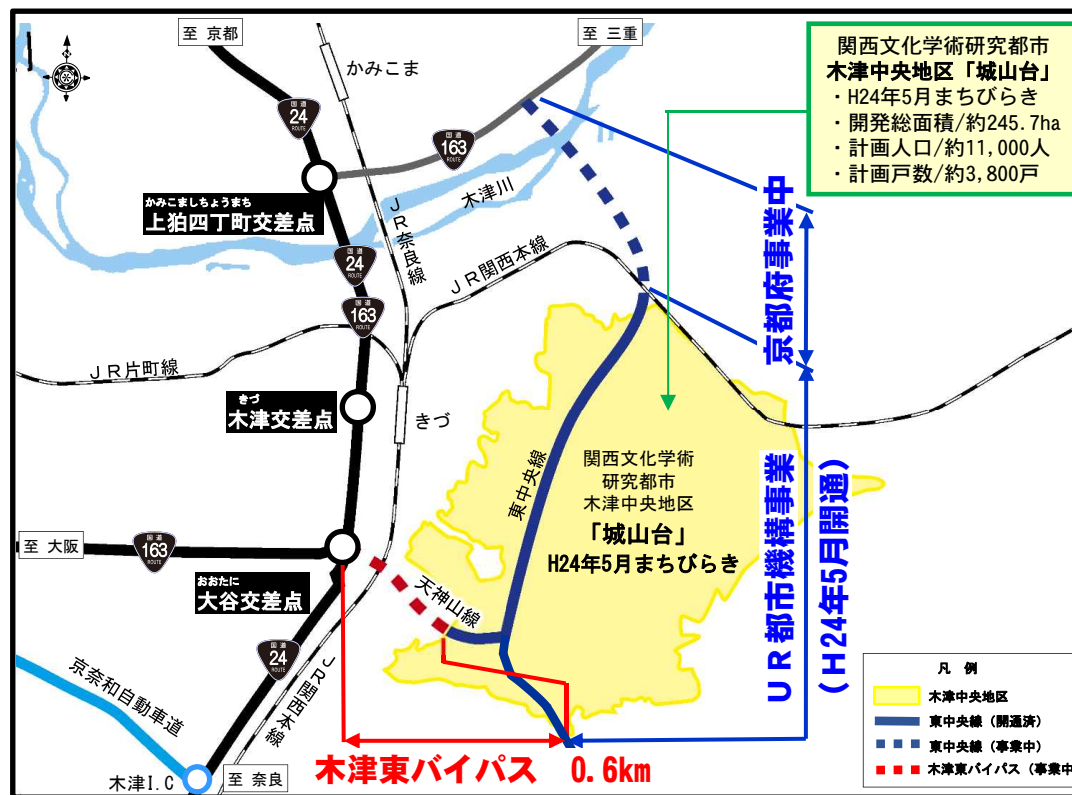 至 京都
至 三重
N
かみこま
関西文化学術研究都市
木津中央地区「城山台」
・H24年5月まちびらき
・開発総面積/約245.7ha
・計画人口/約11,000人
・計画戸数/約3,800戸
国道
24
ROUTE
国道
163
ROUTE
かみこましちょうまち
上狛四丁町交差点
木津川
JR奈良線
国道
24
ROUTE
JR関西本線
国道
163
ROUTE
京都府事業中
JR片町線
きづ
木津交差点
きづ
東中央線
関西文化学術
研究都市
木津中央地区
「城山台」
H24年5月まちびらき
UR都市機構事業
(H24年5月開通)
至 大阪
国道
163
ROUTE
おおたに
大谷交差点
天神山線
国道
24
ROUTE
JR関西本線
京奈和自動車道
木津I.C
至 奈良
木津東バイパス 0.6km
凡 例
木津中央地区
東中央線(開通済)
東中央線(事業中)
木津東バイパス(事業中